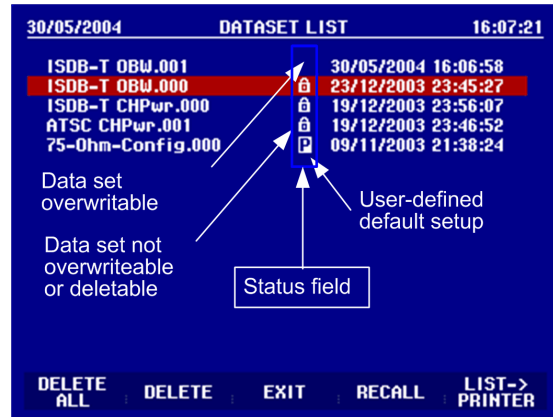 30/05/2004 DATASET LIST 16:07:21
ISDB-T OBW.001 30/05/2004 16:06:58
ISDB-T OBW.000 23/12/2003 23:45:27
ISDB-T CHPwr.000 19/12/2003 23:56:07
ATSC CHPwr.001 19/12/2003 23:46:52
75-Ohm-Config.000 P 09/11/2003 21:38:24
Data set
overwritable
User-defined
default setup
Data set not
overwriteable
or deletable
Status field
DELETE ALL DELETE EXIT RECALL LIST-> PRINTER